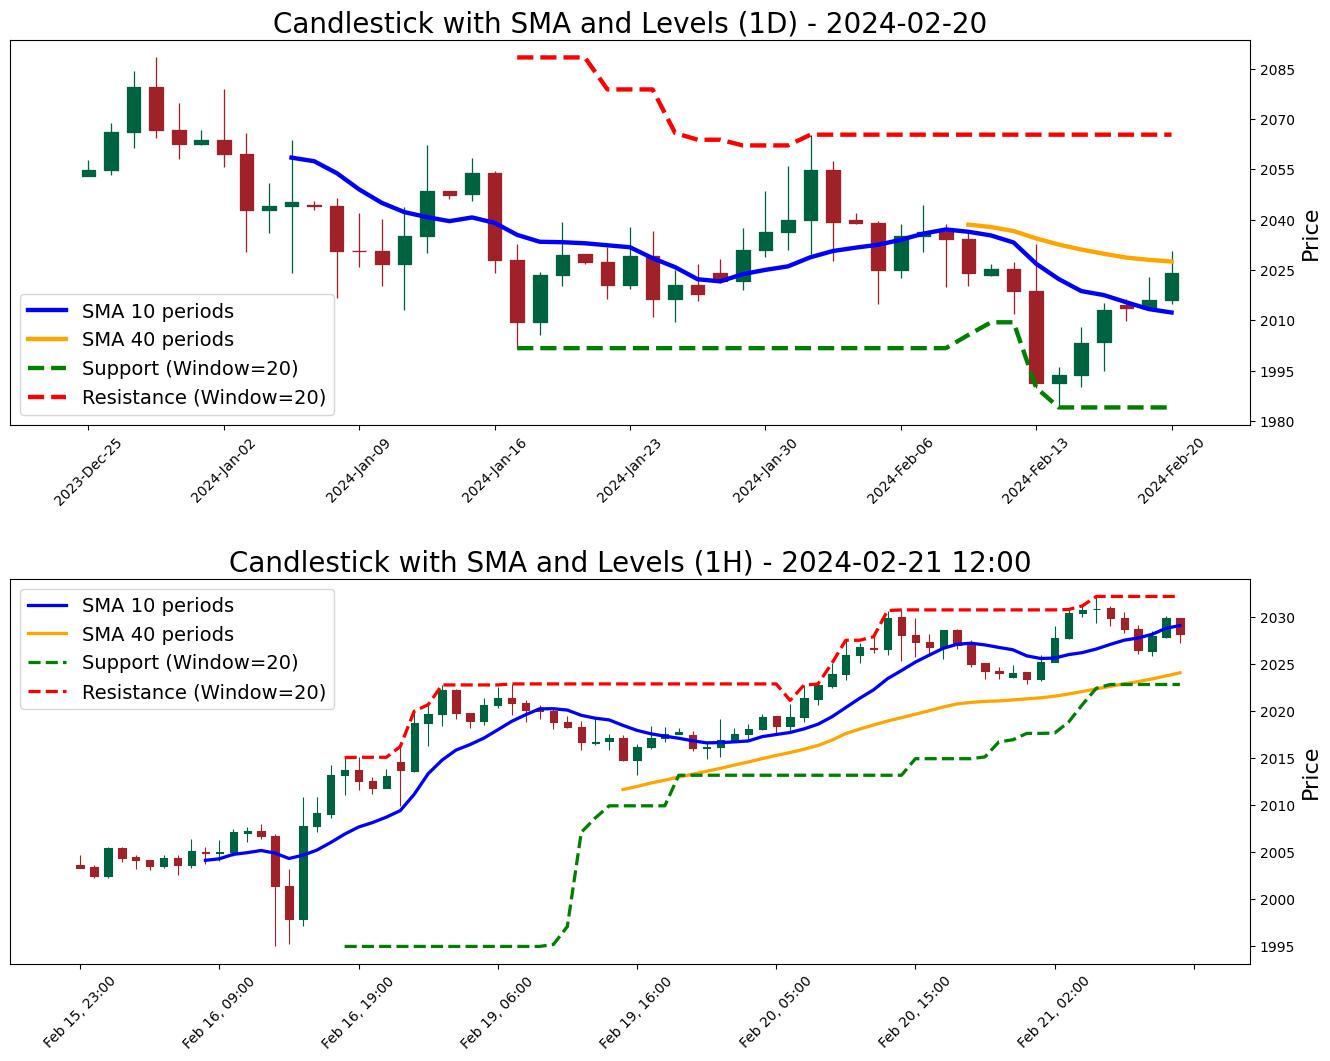 Candlestick with SMA and Levels (1D) - 2024-02-20
2085
2070
2055
2040
2025
2010
1995
1980
Price
SMA 10 periods
SMA 40 periods
Support (Window=20)
Resistance (Window=20)
2023-Dec-25
2024-Jan-02
2024-Jan-09
2024-Jan-16
2024-Jan-23
2024-Jan-30
2024-Feb-06
2024-Feb-13
2024-Feb-20
Candlestick with SMA and Levels (1H) - 2024-02-21 12:00
SMA 10 periods
SMA 40 periods
Support (Window=20)
Resistance (Window=20)
2030
2025
2020
2015
2010
2005
2000
1995
Price
Feb 15, 23:00
Feb 16, 09:00
Feb 16, 19:00
Feb 19, 06:00
Feb 19, 16:00
Feb 20, 05:00
Feb 20, 15:00
Feb 21, 02:00